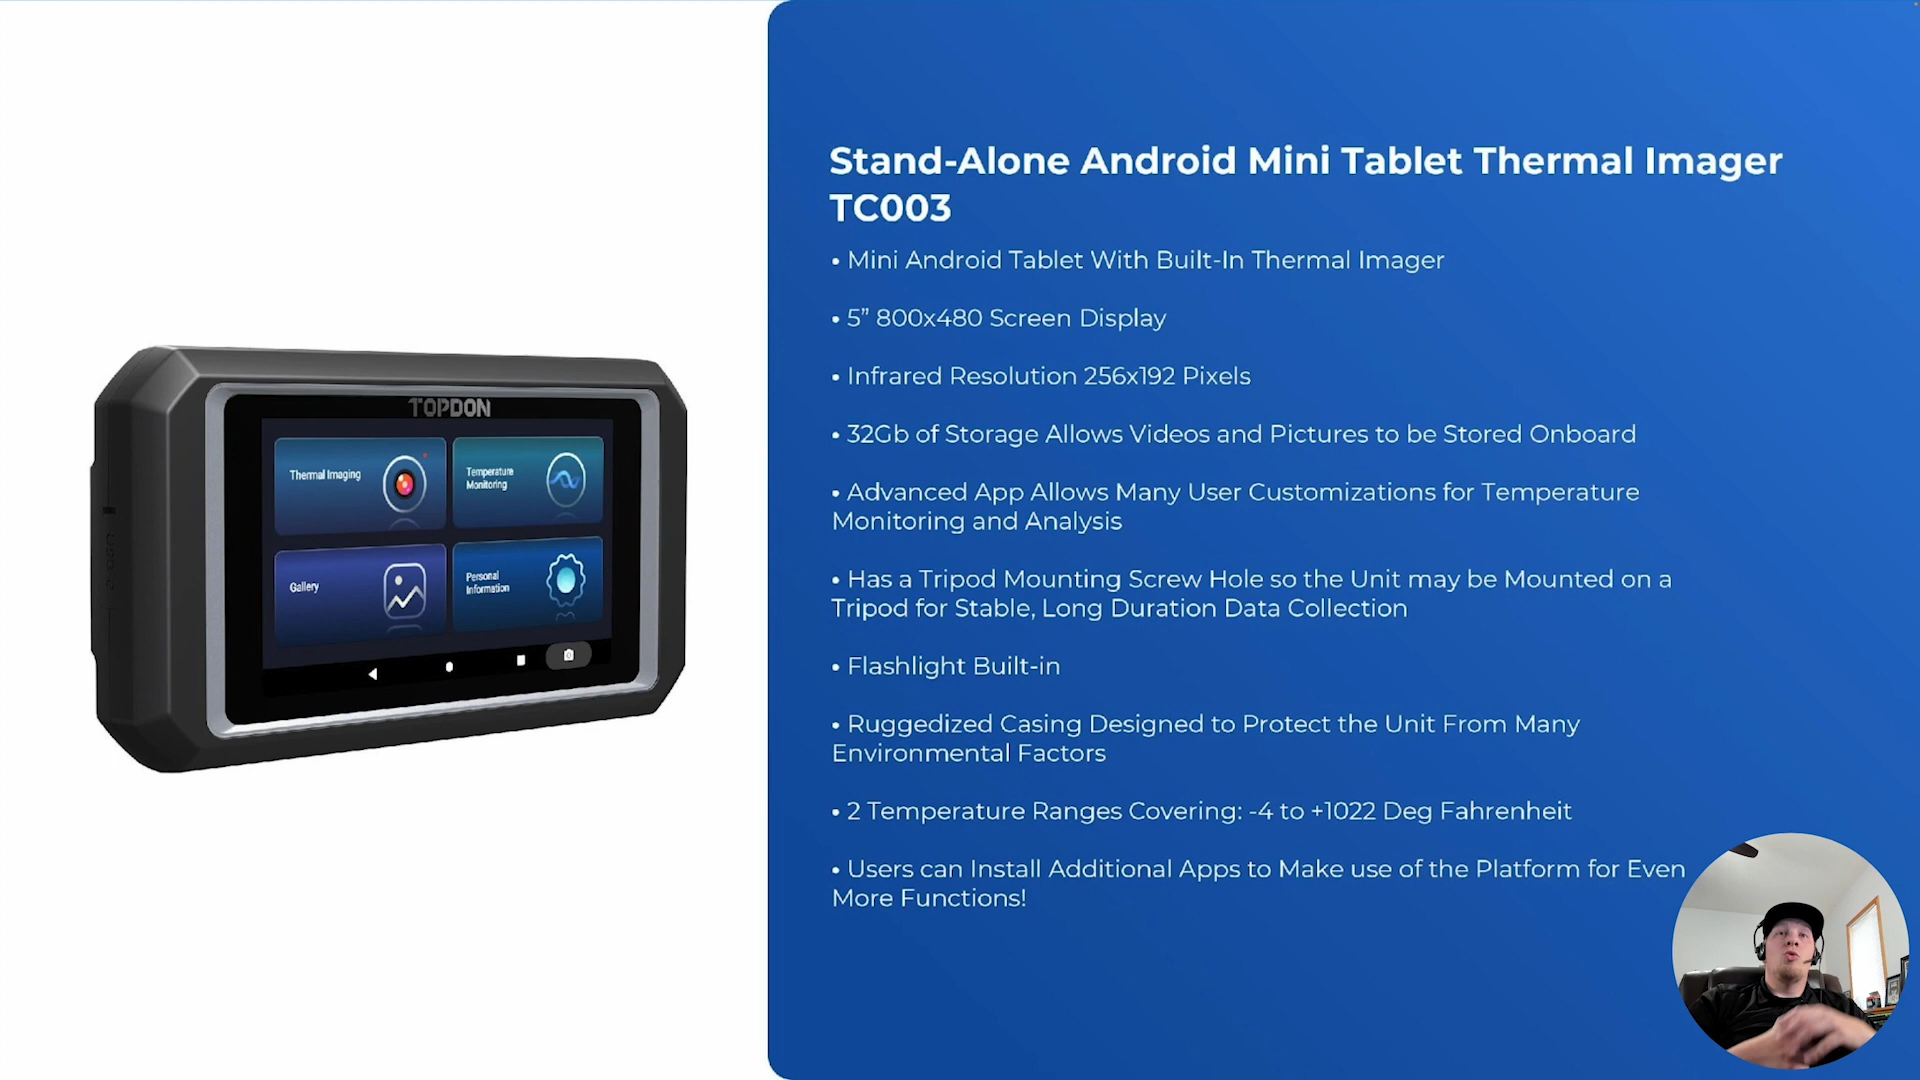 TOPDON
Thermal Imaging
Temperature
Monitoring
Gallery
Personal
Information
Stand-Alone Android Mini Tablet Thermal Imager
TC003
• Mini Android Tablet With Built-In Thermal Imager
• 5” 800x480 Screen Display
• Infrared Resolution 256x192 Pixels
• 32Gb of Storage Allows Videos and Pictures to be Stored Onboard
• Advanced App Allows Many User Customizations for Temperature
Monitoring and Analysis
• Has a Tripod Mounting Screw Hole so the Unit may be Mounted on a
Tripod for Stable, Long Duration Data Collection
• Flashlight Built-in
• Ruggedized Casing Designed to Protect the Unit From Many
Environmental Factors
• 2 Temperature Ranges Covering: -4 to +1022 Deg Fahrenheit
• Users can Install Additional Apps to Make use of the Platform for Even
More Functions!